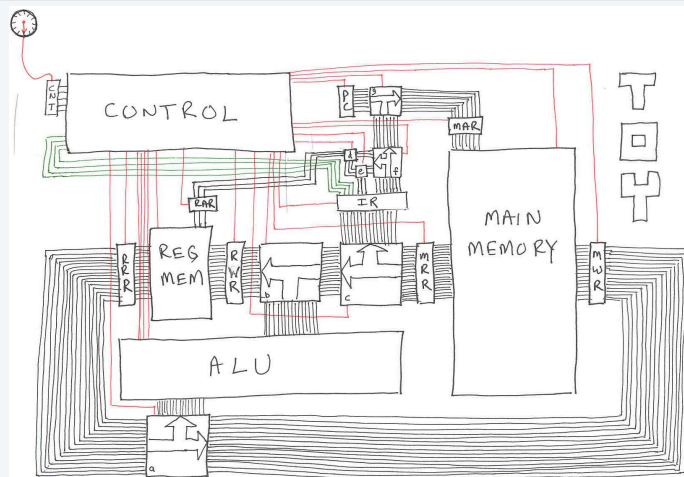 CNT
CONTROL
PC
g
MAR
TOY
d
e
f
RAR
IR
RRR
REG
MEM
RWR
b
c
MRR
MAIN
MEMORY
MWR
ALU
a